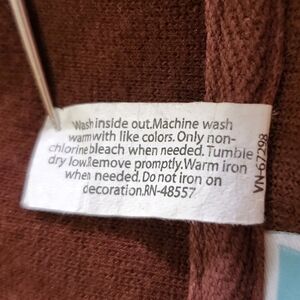 Wash inside out.Machine wash
warm with like colors. Only non-
chlorine bleach when needed. Tumble
dry low.Remove promptly.Warm iron
when needed. Do not iron on
decoration.RN-48557
VN-67298